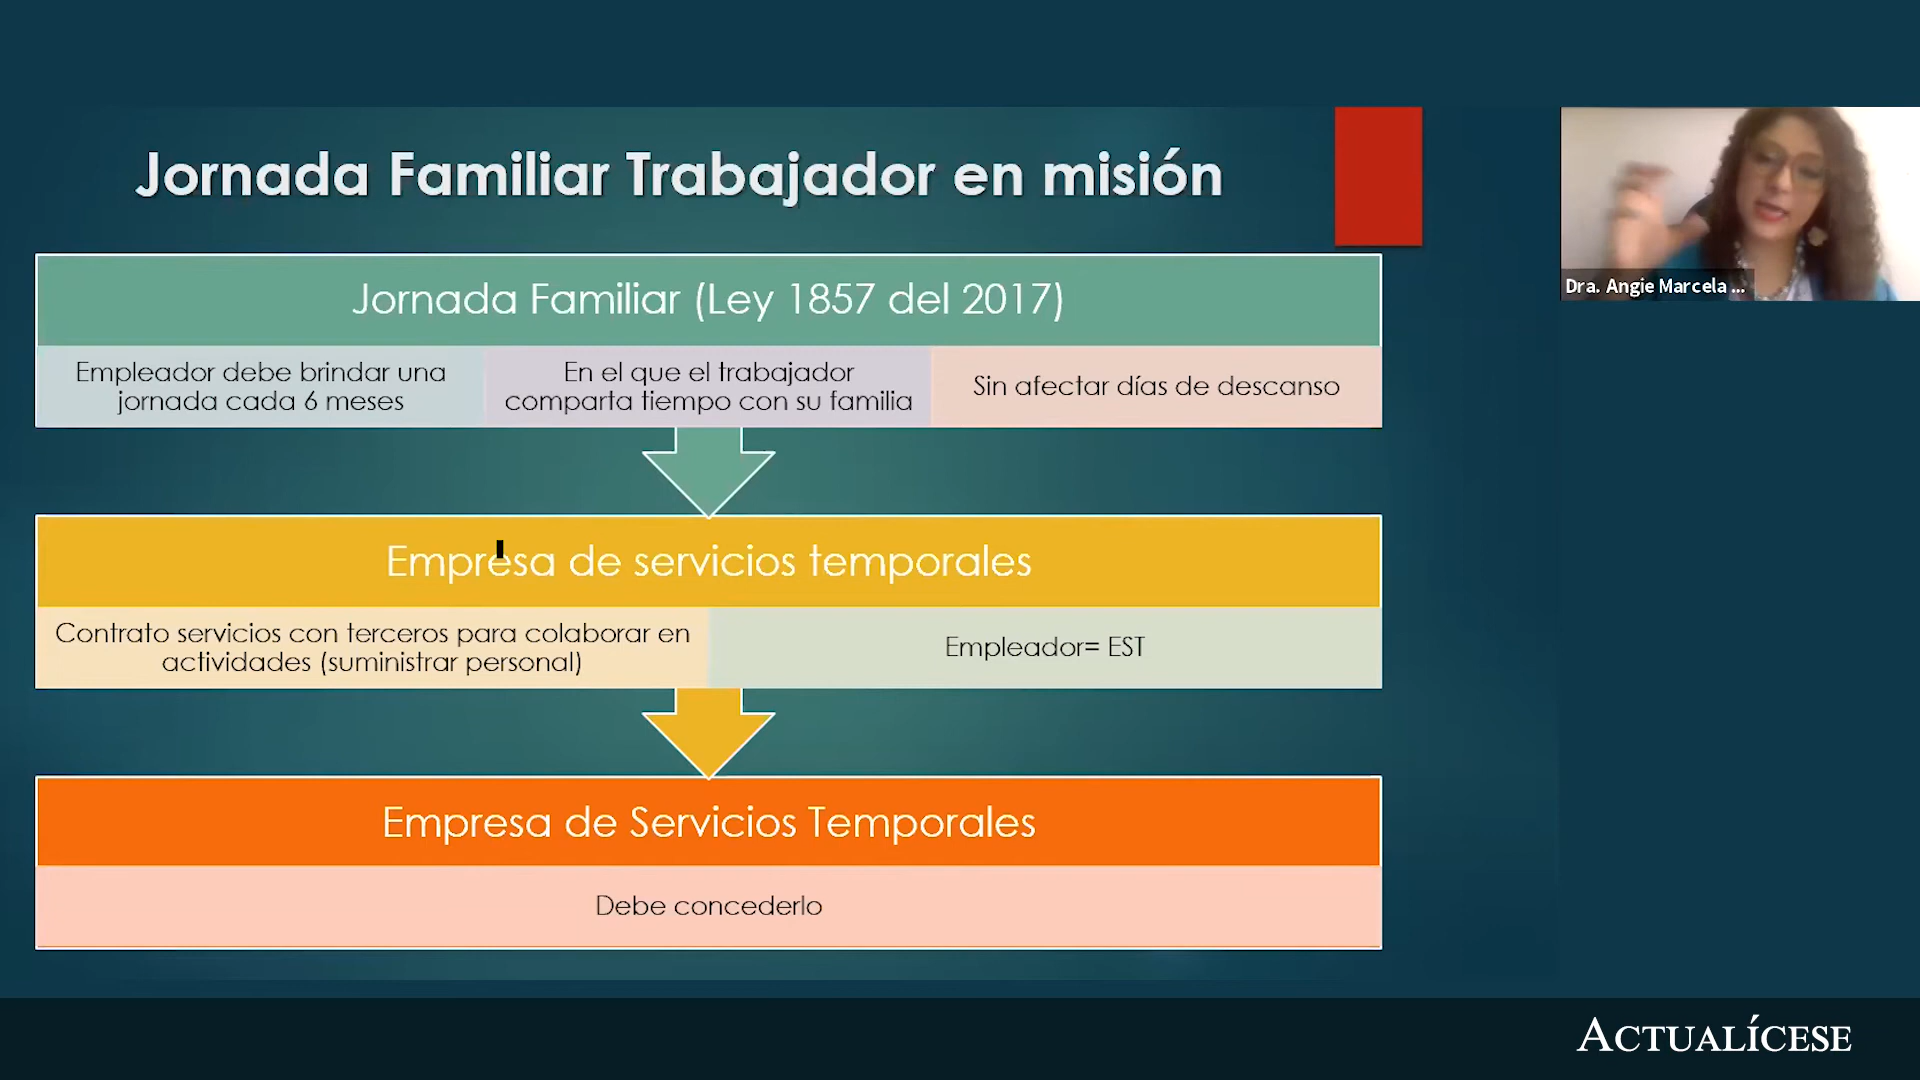 Jornada Familiar Trabajador en misión
Dra. Angie Marcela ...
Jornada Familiar (Ley 1857 del 2017)
Empleador debe brindar una
jornada cada 6 meses
En el que el trabajador
comparta tiempo con su familia
Sin afectar días de descanso
Empresa de servicios temporales
Contrato servicios con terceros para colaborar en
actividades (suministrar personal)
Empleador= EST
Empresa de Servicios Temporales
Debe concederlo
ACTUALÍCESE